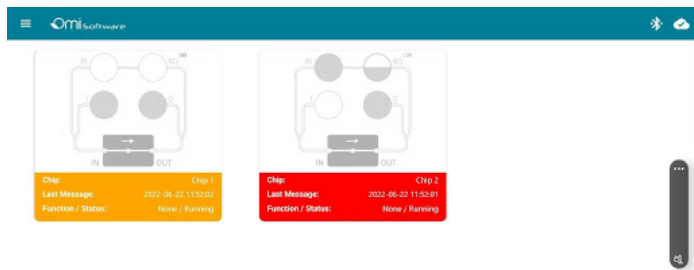 Omi Software
RI RO
I O
IN OUT
Chip: Chip 1
Last Message: 2022-06-22 11:52:02
Function / Status: None / Running
RI RO
I O
IN OUT
Chip: Chip 2
Last Message: 2022-06-22 11:52:01
Function / Status: None / Running